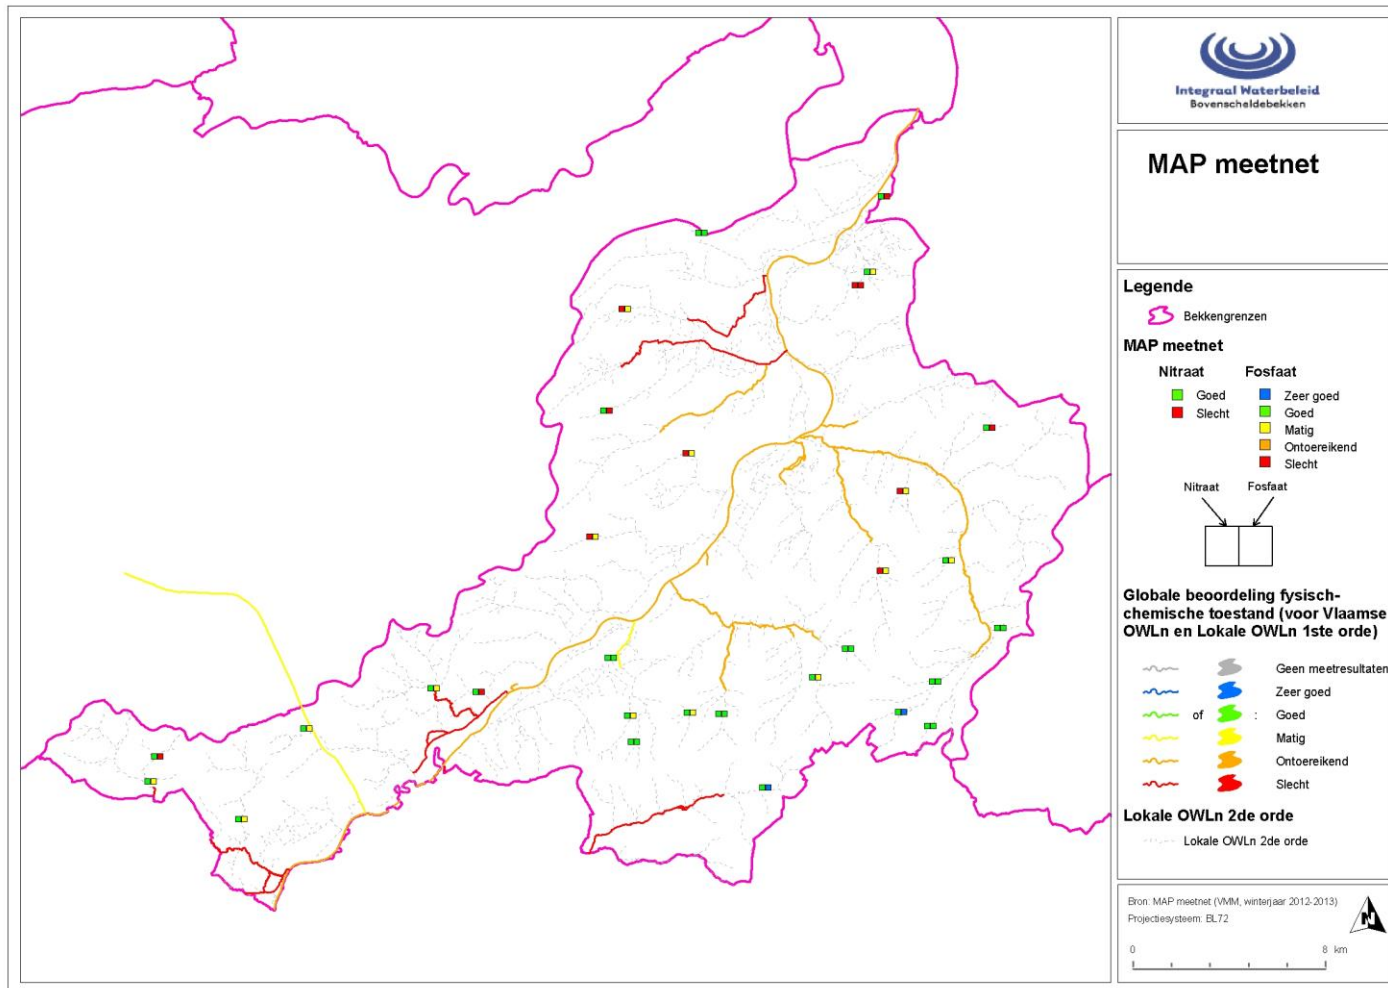 Integraal Waterbeleid
Bovenscheldebekken
MAP meetnet
Legende
Bekkengrenzen
MAP meetnet
Nitraat
Fosfaat
Goed
Slecht
Zeer goed
Goed
Matig
Ontoereikend
Slecht
Nitraat
Fosfaat
Globale beoordeling fysisch-
chemische toestand (voor Vlaamse
OWLn en Lokale OWLn 1ste orde)
Geen meetresultaten
Zeer goed
of : Goed
Matig
Ontoereikend
Slecht
Lokale OWLn 2de orde
Lokale OWLn 2de orde
Bron: MAP meetnet (VMM, winterjaar 2012-2013)
Projectiesysteem: BL72
N
0 8 km